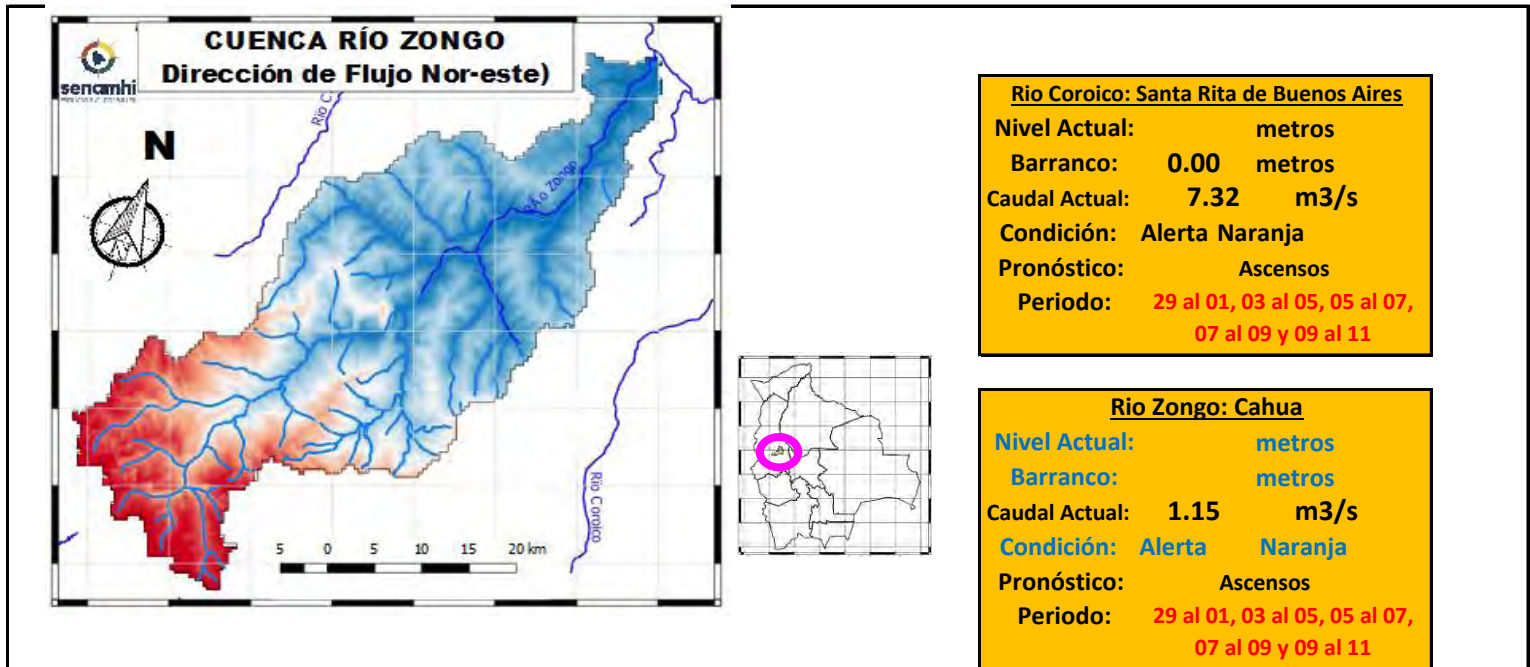 CUENCA RÍO ZONGO
Dirección de Flujo Nor-este)
senamhi
N
Río C
RÃ­o Zongo
Río Coroico
5 0 5 10 15 20 km
Rio Coroico: Santa Rita de Buenos Aires
Nivel Actual: metros
Barranco: 0.00 metros
Caudal Actual: 7.32 m3/s
Condición: Alerta Naranja
Pronóstico: Ascensos
Periodo: 29 al 01, 03 al 05, 05 al 07,
07 al 09 y 09 al 11
Rio Zongo: Cahua
Nivel Actual: metros
Barranco: metros
Caudal Actual: 1.15 m3/s
Condición: Alerta Naranja
Pronóstico: Ascensos
Periodo: 29 al 01, 03 al 05, 05 al 07,
07 al 09 y 09 al 11